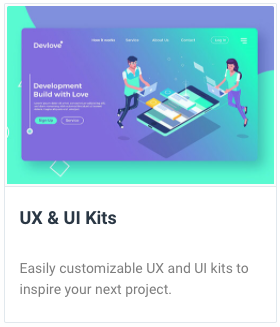 Devlove
How it works
Service
About Us
Contact
Log in
Development
Build with Love
Sign Up
Service
UX & UI Kits
Easily customizable UX and UI kits to
inspire your next project.